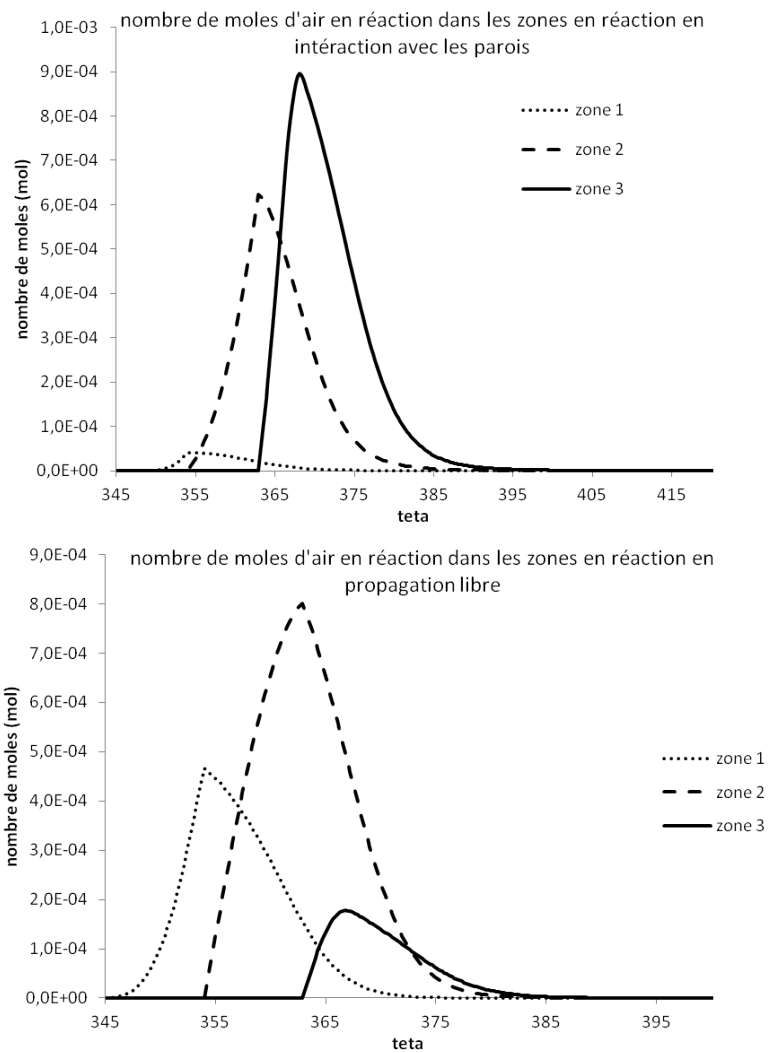 nombre de moles d'air en réaction dans les zones en réaction en
intéraction avec les parois
1,0E-03
9,0E-04
8,0E-04
7,0E-04
6,0E-04
5,0E-04
4,0E-04
3,0E-04
2,0E-04
1,0E-04
0,0E+00
nombre de moles (mol)
zone 1
zone 2
zone 3
345 355 365 375 385 395 405 415
teta
nombre de moles d'air en réaction dans les zones en réaction en
propagation libre
9,0E-04
8,0E-04
7,0E-04
6,0E-04
5,0E-04
4,0E-04
3,0E-04
2,0E-04
1,0E-04
0,0E+00
nombre de moles (mol)
zone 1
zone 2
zone 3
345 355 365 375 385 395
teta